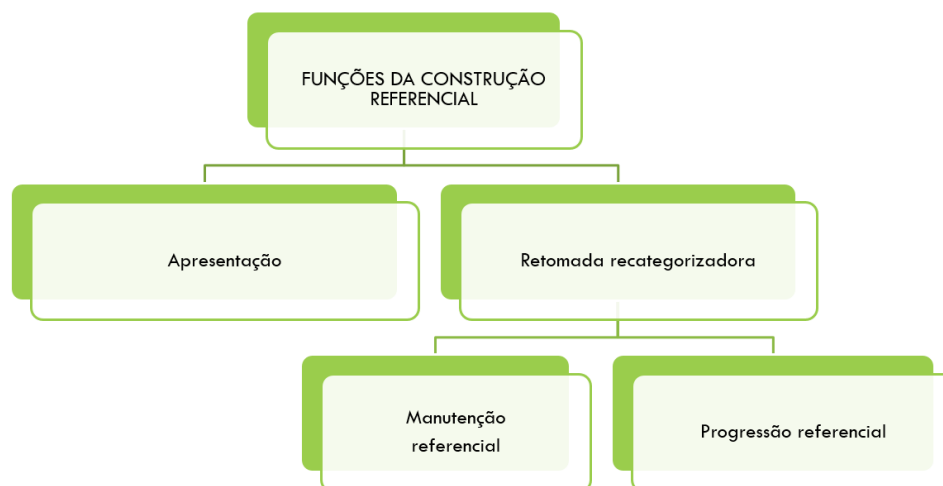 FUNÇÕES DA CONSTRUÇÃO
REFERENCIAL
Apresentação
Retomada recategorizadora
Manutenção
referencial
Progressão referencial